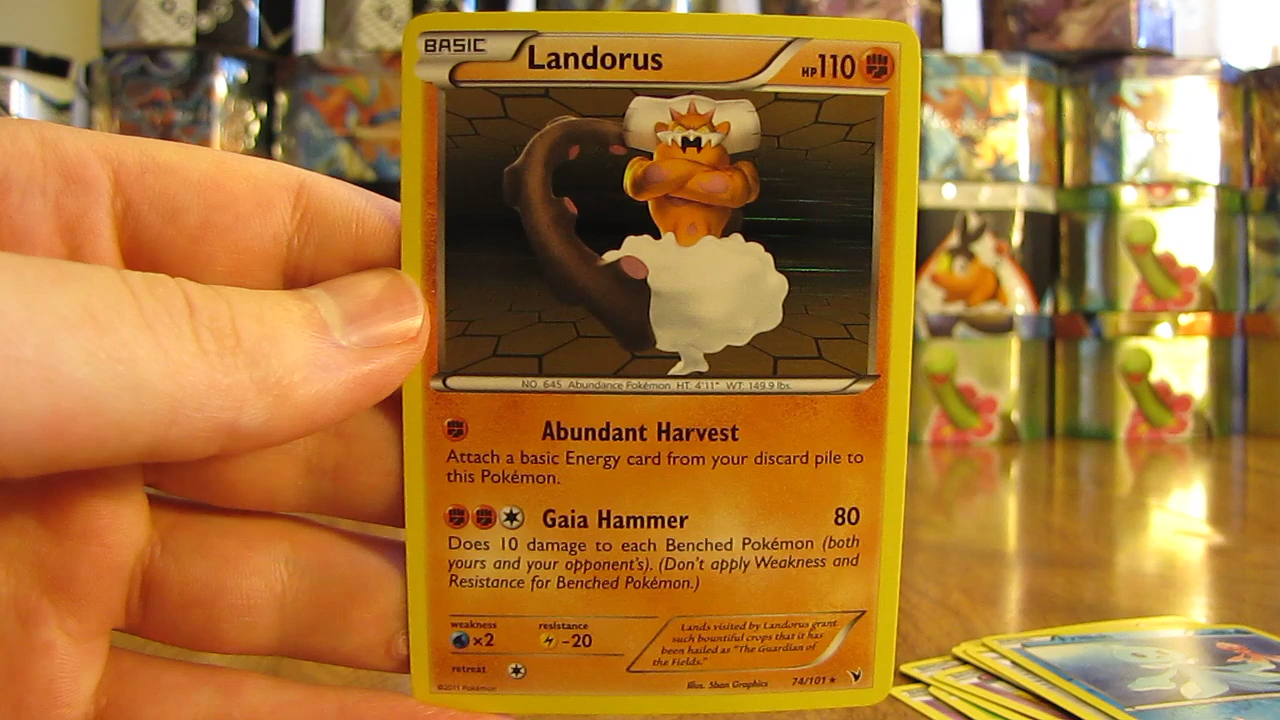 BASIC Landorus HP110
NO. 645 Abundance Pokémon HT: 4'11" WT: 149.9 lbs.
Abundant Harvest
Attach a basic Energy card from your discard pile to
this Pokémon.
Gaia Hammer 80
Does 10 damage to each Benched Pokémon (both
yours and your opponent's). (Don't apply Weakness and
Resistance for Benched Pokémon.)
weakness
×2
resistance
-20
retreat
Lands visited by Landorus grant
such bountiful crops that it has
been hailed as "The Guardian of
the Fields."
©2011 Pokémon
Illus. 5ban Graphics
74/101 ★